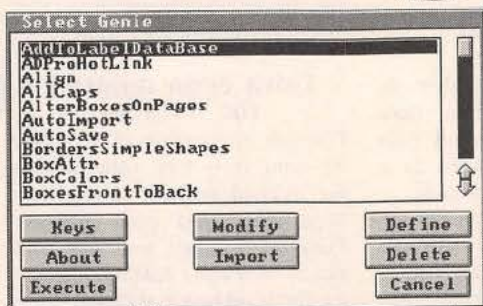 Select Genie
AddToLabelDataBase
ADProHotLink
Align
AllCaps
AlterBoxesOnPages
AutoImport
AutoSave
BordersSimpleShapes
BoxAttr
BoxColors
BoxesFrontToBack
Keys Modify Define
About Import Delete
Execute Cancel